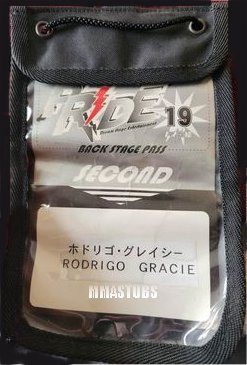 PRIDE
19
Dream Stage Entertainment
BACK STAGE PASS
SECOND
ホドリゴ・グレイシー
RODRIGO GRACIE
MMASTUBS